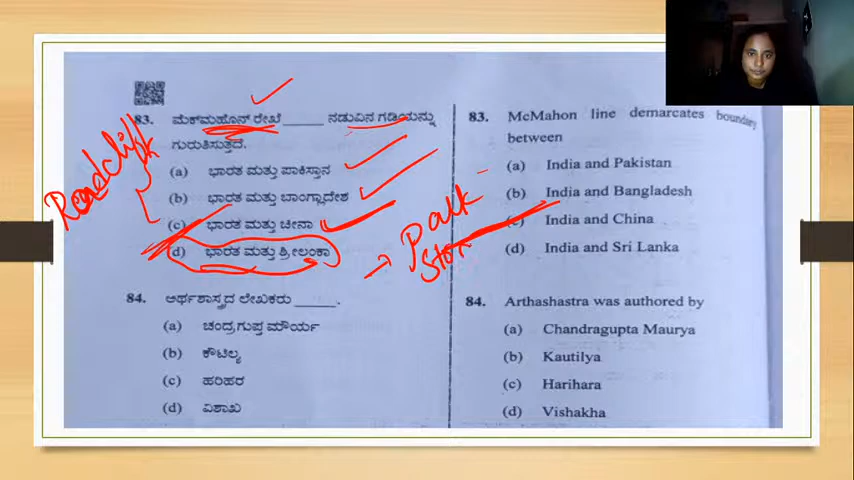 83. ಮೆಕ್‌ಮಹೊನ್ ರೇಖೆ _____ ನಡುವಿನ ಗಡಿಯನ್ನು
ಗುರುತಿಸುತ್ತದೆ.
(a) ಭಾರತ ಮತ್ತು ಪಾಕಿಸ್ತಾನ
(b) ಭಾರತ ಮತ್ತು ಬಾಂಗ್ಲಾದೇಶ
(c) ಭಾರತ ಮತ್ತು ಚೀನಾ
(d) ಭಾರತ ಮತ್ತು ಶ್ರೀಲಂಕಾ
84. ಅರ್ಥಶಾಸ್ತ್ರದ ಲೇಖಕರು _____.
(a) ಚಂದ್ರಗುಪ್ತ ಮೌರ್ಯ
(b) ಕೌಟಿಲ್ಯ
(c) ಹರಿಹರ
(d) ವಿಶಾಖ
83. McMahon line demarcates boundary
between
(a) India and Pakistan
(b) India and Bangladesh
(c) India and China
(d) India and Sri Lanka
84. Arthashastra was authored by
(a) Chandragupta Maurya
(b) Kautilya
(c) Harihara
(d) Vishakha
Palk